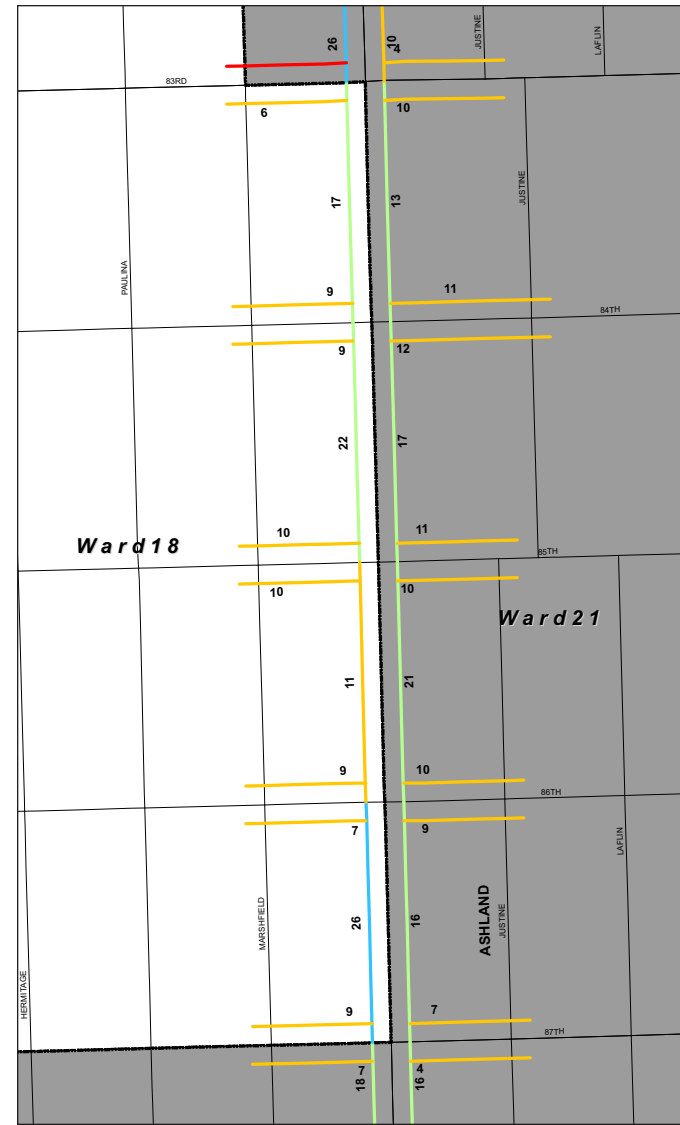 26
10
4
JUSTINE
LAFLIN
83RD
6
10
17
13
JUSTINE
PAULINA
9
11
84TH
9
12
22
17
10
11
Ward18
85TH
10
10
Ward21
11
21
9
10
86TH
7
9
LAFLIN
26
16
ASHLAND
JUSTINE
MARSHFIELD
HERMITAGE
9
7
87TH
7
4
18
16